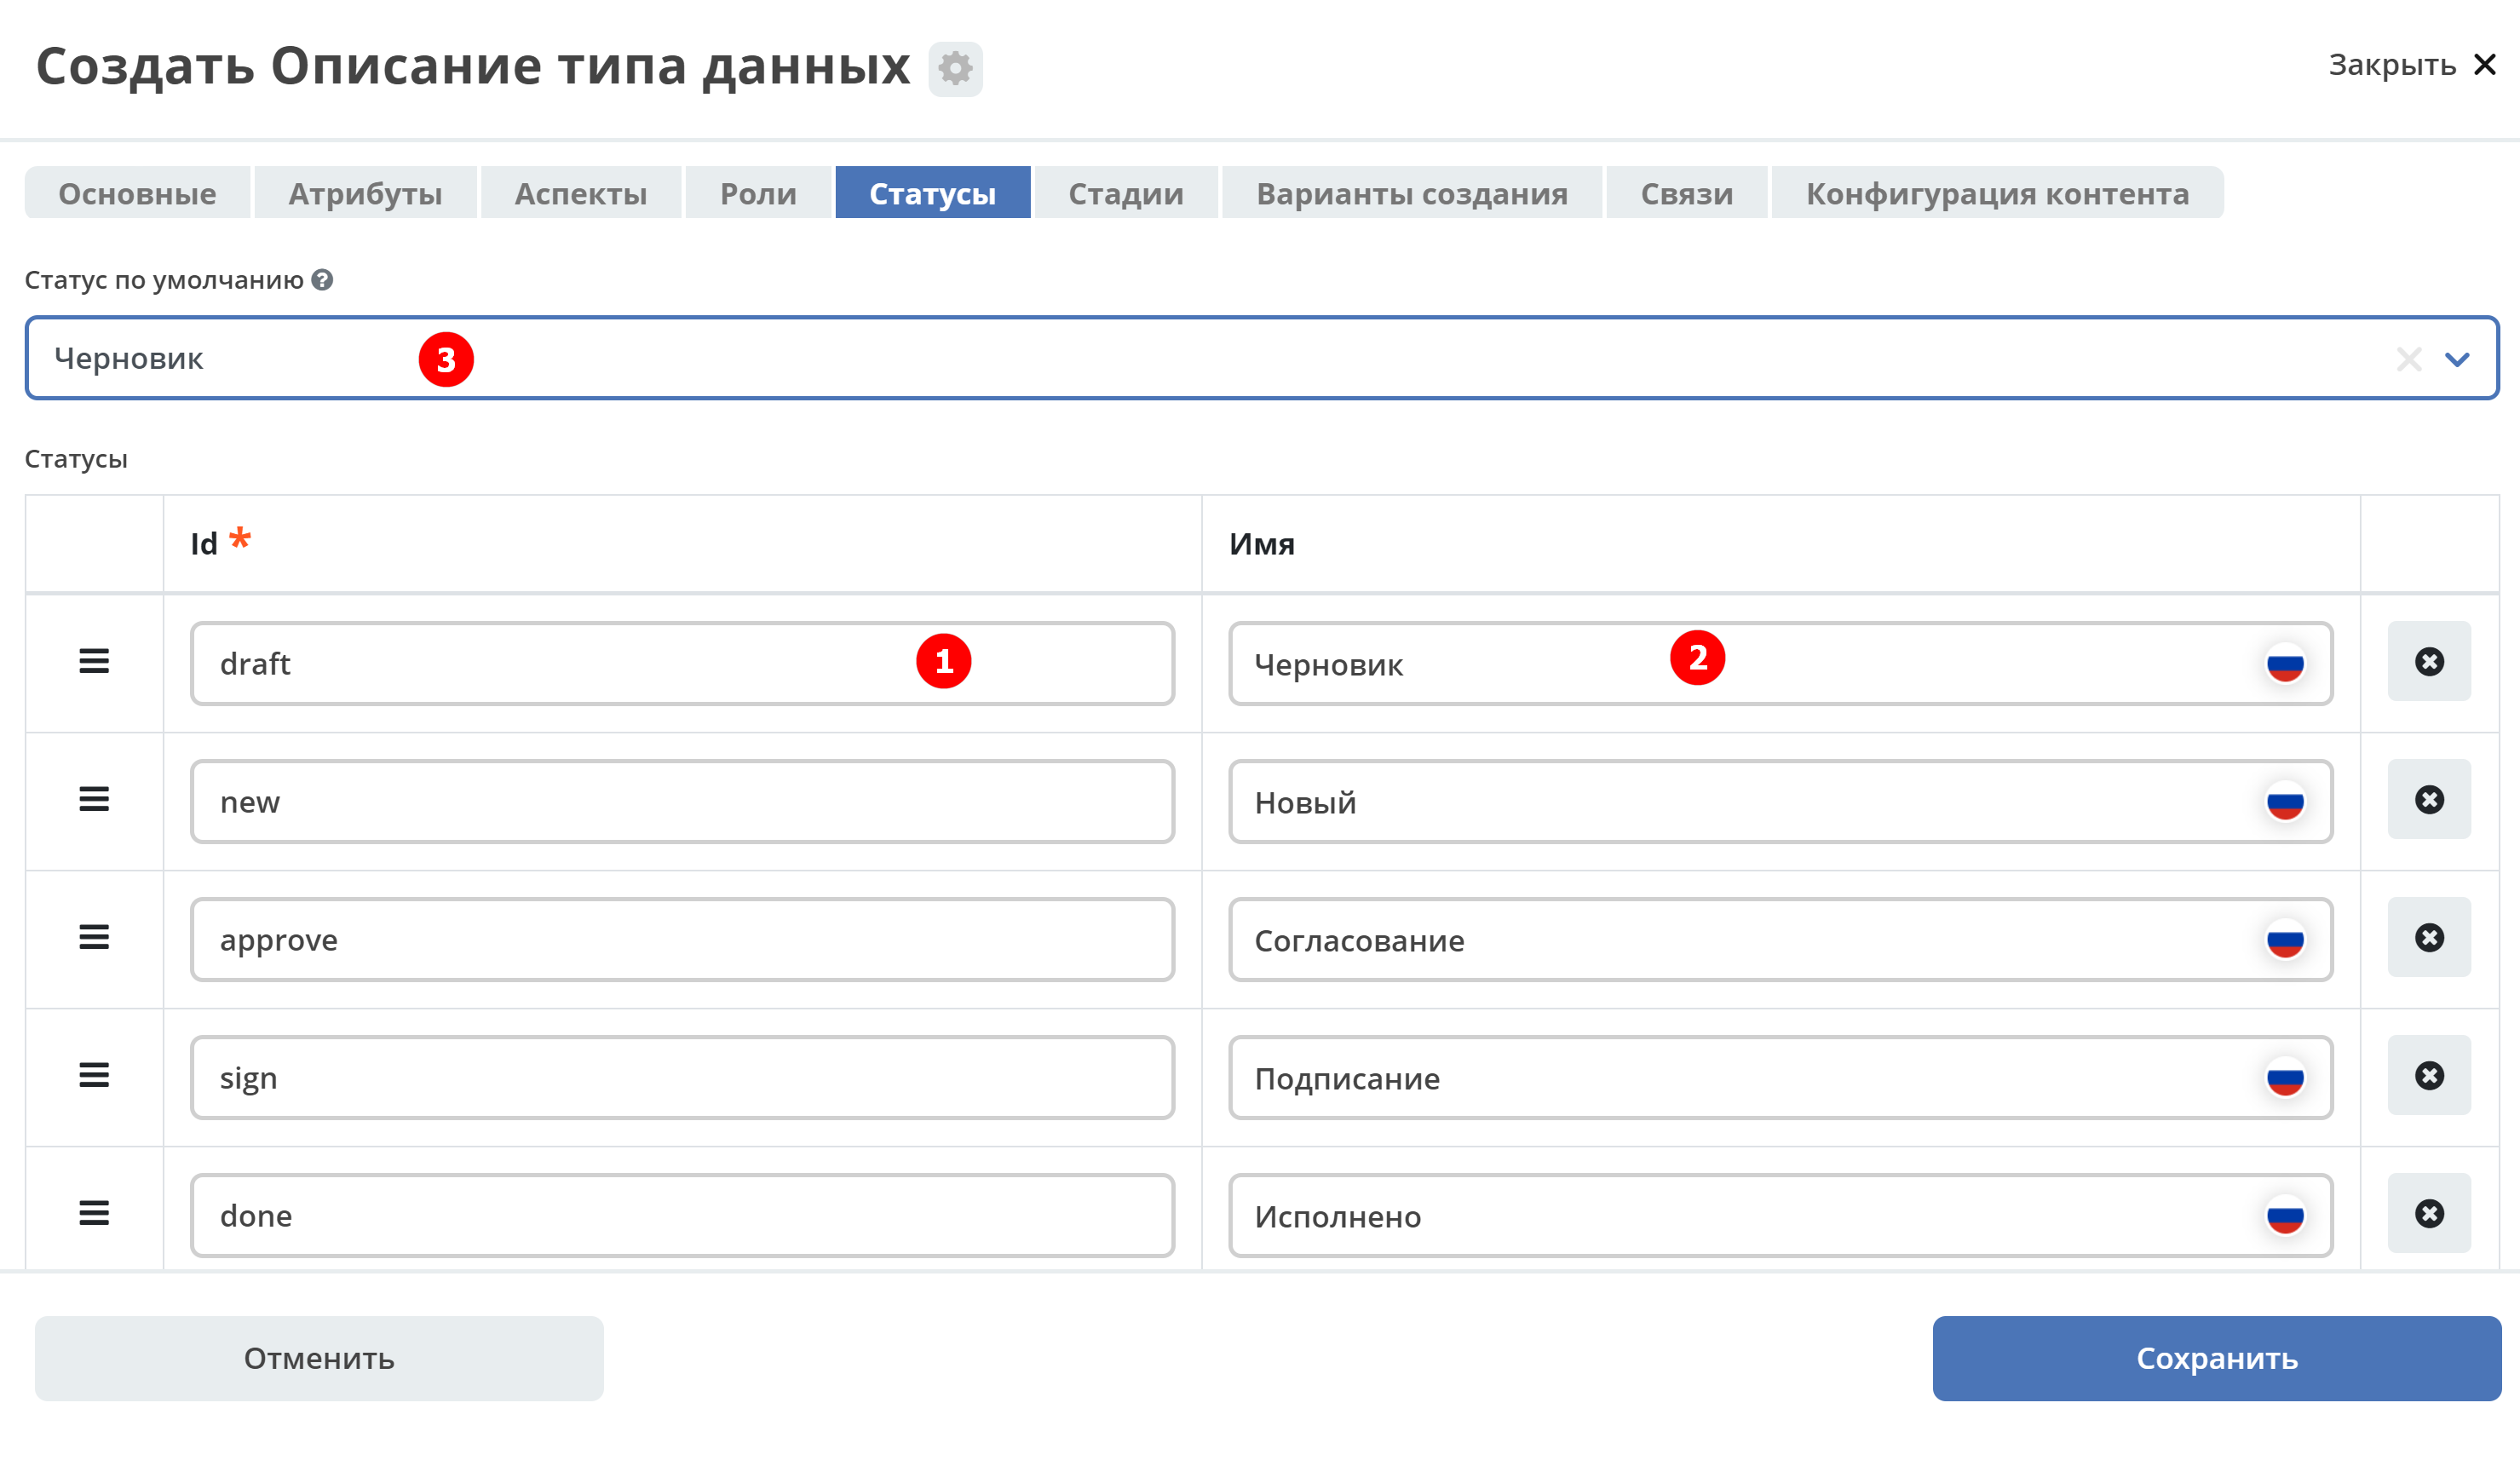 Создать Описание типа данных
Закрыть
Основные Атрибуты Аспекты Роли Статусы Стадии Варианты создания Связи Конфигурация контента
Статус по умолчанию ?
Черновик 3
Статусы
Id * Имя
draft 1 Черновик 2
new Новый
approve Согласование
sign Подписание
done Исполнено
Отменить Сохранить